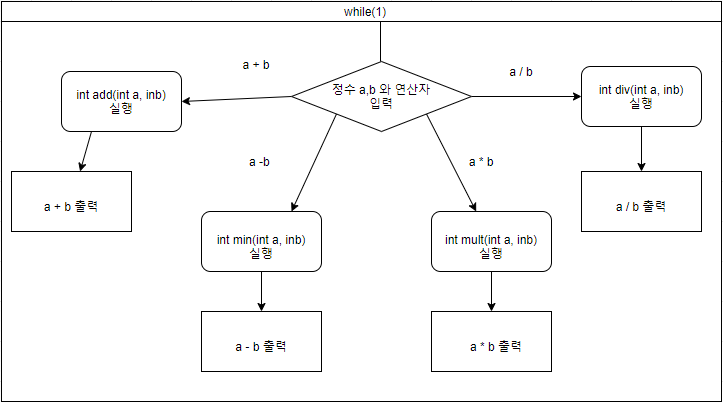 while(1)
a + b
정수 a,b 와 연산자
입력
a / b
int add(int a, inb)
실행
int div(int a, inb)
실행
a -b
a * b
a + b 출력
a / b 출력
int min(int a, inb)
실행
int mult(int a, inb)
실행
a - b 출력
a * b 출력